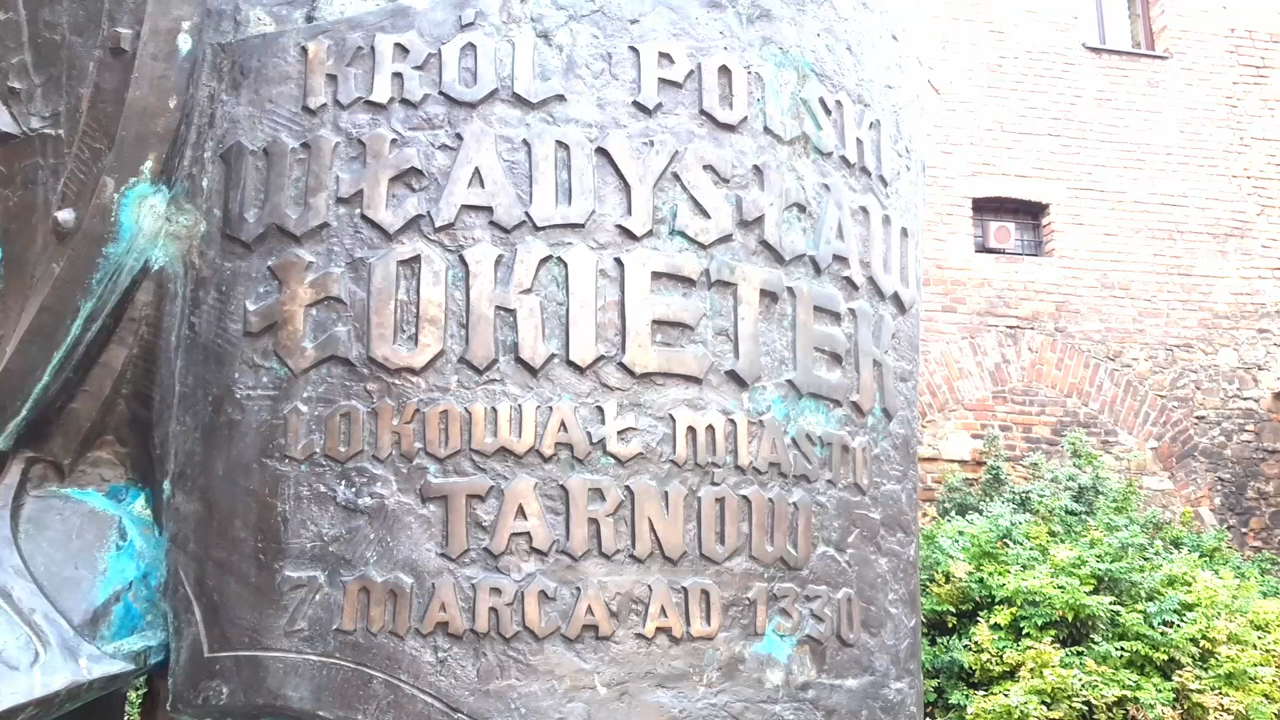 KRÓL POLSKI
WŁADYSŁAW
ŁOKIETEK
LOKOWAŁ MIASTO
TARNÓW
7 MARCA AD 1330